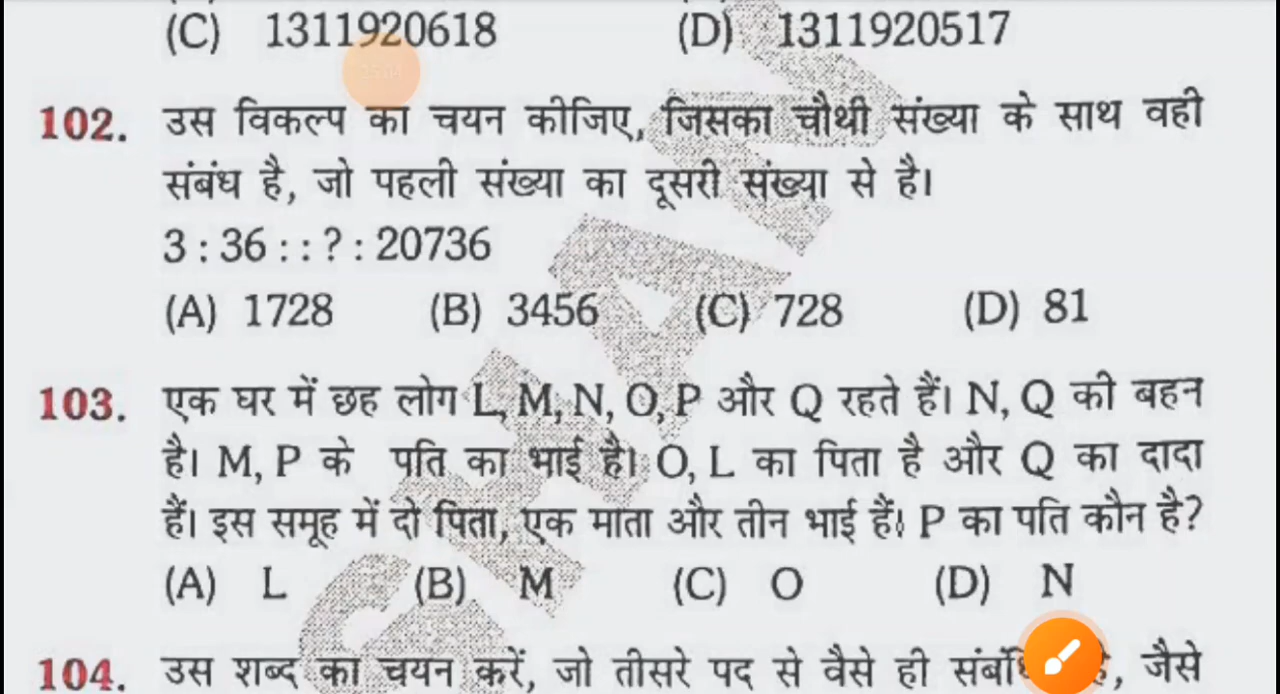 (C) 1311920618 (D) 1311920517
102. उस विकल्प का चयन कीजिए, जिसका चौथी संख्या के साथ वही
संबंध है, जो पहली संख्या का दूसरी संख्या से है।
3 : 36 : : ? : 20736
(A) 1728 (B) 3456 (C) 728 (D) 81
103. एक घर में छह लोग L, M, N, O, P और Q रहते हैं। N, Q की बहन
है। M, P के पति का भाई है। O, L का पिता है और Q का दादा
हैं। इस समूह में दो पिता, एक माता और तीन भाई हैं। P का पति कौन है?
(A) L (B) M (C) O (D) N
104. उस शब्द का चयन करें, जो तीसरे पद से वैसे ही है, जैसे